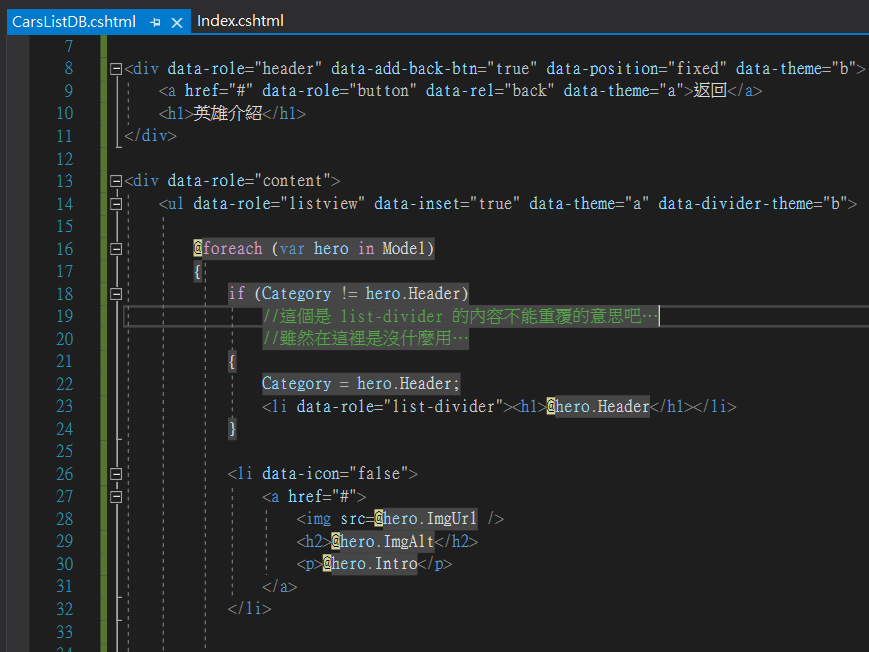 CarsListDB.cshtml Index.cshtml
7
8 <div data-role="header" data-add-back-btn="true" data-position="fixed" data-theme="b">
9 <a href="#" data-role="button" data-rel="back" data-theme="a">返回</a>
10 <h1>英雄介紹</h1>
11 </div>
12
13 <div data-role="content">
14 <ul data-role="listview" data-inset="true" data-theme="a" data-divider-theme="b">
15
16 @foreach (var hero in Model)
17 {
18 if (Category != hero.Header)
19 //這個是 list-divider 的內容不能重覆的意思吧…
20 //雖然在這裡是沒什麼用…
21 {
22 Category = hero.Header;
23 <li data-role="list-divider"><h1>@hero.Header</h1></li>
24 }
25
26 <li data-icon="false">
27 <a href="#">
28 <img src=@hero.ImgUrl />
29 <h2>@hero.ImgAlt</h2>
30 <p>@hero.Intro</p>
31 </a>
32 </li>
33